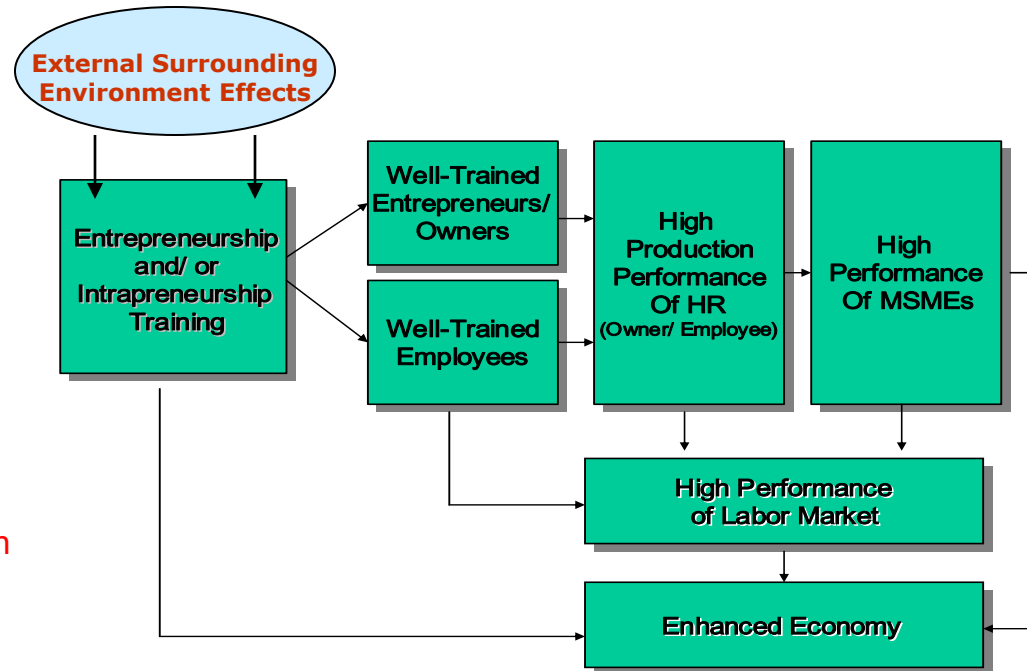 External Surrounding
Environment Effects
Entrepreneurship
and/ or
Intrapreneurship
Training
Well-Trained
Entrepreneurs/
Owners
Well-Trained
Employees
High
Production
Performance
Of HR
(Owner/ Employee)
High
Performance
Of MSMEs
High Performance
of Labor Market
Enhanced Economy